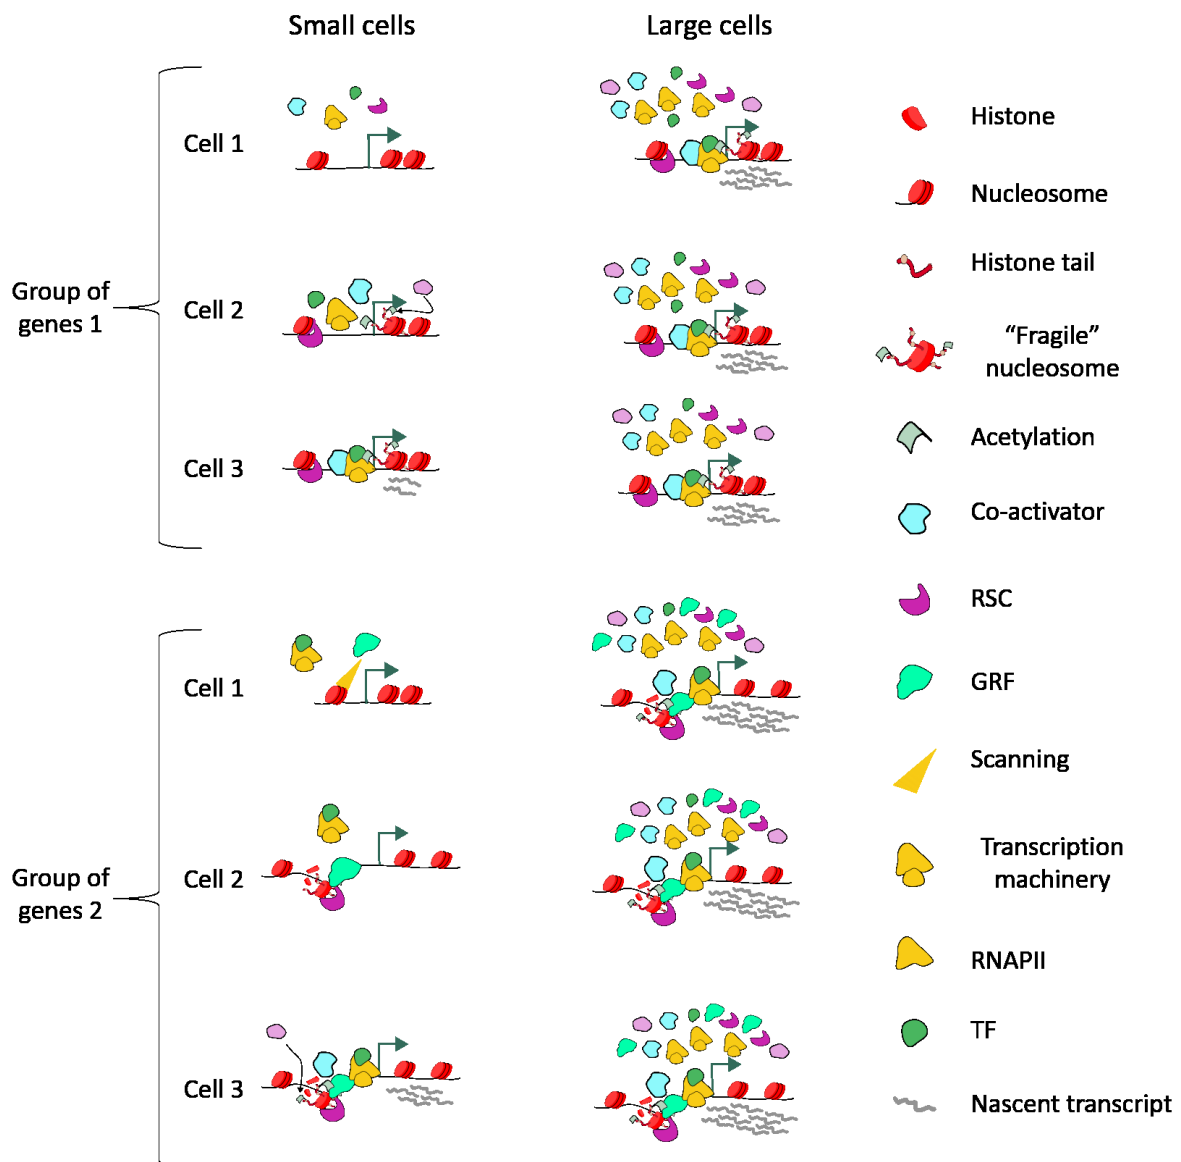 Small cells
Large cells
Group of
genes 1
Cell 1
Cell 2
Cell 3
Group of
genes 2
Cell 1
Cell 2
Cell 3
Histone
Nucleosome
Histone tail
“Fragile”
nucleosome
Acetylation
Co-activator
RSC
GRF
Scanning
Transcription
machinery
RNAPII
TF
Nascent transcript